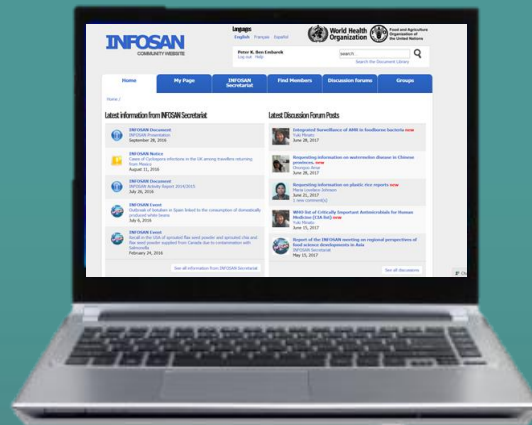 INFOSAN
COMMUNITY WEBSITE
Languages
English Français Español
World Health
Organization
Food and Agriculture
Organization of
the United Nations
Peter K. Ben
Embarek
Log out Help
search
Search the Document Library
Home
My Page
INFOSAN
Secretariat
Find Members
Discussion forums
Groups
home /
Latest information from INFOSAN Secretariat
INFOSAN Document
INFOSAN Presentation
September 28, 2016
INFOSAN Notice
Cases of Cyclospora infections in the UK among travellers returning
from Mexico
August 11, 2016
INFOSAN Document
INFOSAN Activity Report 2014/2015
July 26, 2016
INFOSAN Event
Outbreak of botulism in Spain linked to the consumption of domestically
produced white beans
July 6, 2016
INFOSAN Event
Recall in the USA of sprouted flax seed powder and sprouted chia and
flax seed powder supplied from Canada due to contamination with
Salmonella
February 24, 2016
See all information from INFOSAN Secretariat
Latest Discussion Forum Posts
Integrated Surveillance of AMR in foodborne bacteria new
Yuki Minato
June 28, 2017
Requesting information on watermelon disease in Chinese
provinces. new
June 28, 2017
Requesting information on plastic rice reports new
June 21, 2017
1 new comment(s)
WHO list of Critically Important Antimicrobials for Human
Medicine (CIA list) new
Yuki Minato
June 15, 2017
Report of the INFOSAN meeting on regional perspectives of
food science developments in Asia
INFOSAN Secretariat
May 15, 2017
See all discussions